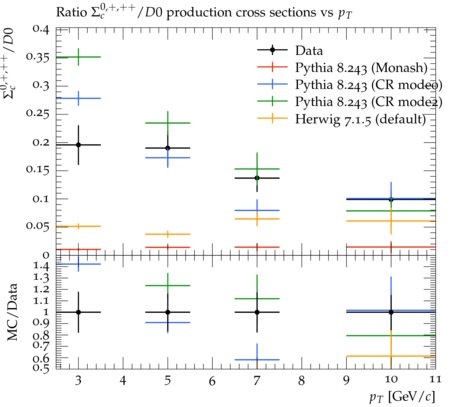 Ratio Σc0,+,++/D0 production cross sections vs pT
Σc0,+,++/D0
0.4
0.35
0.3
0.25
0.2
0.15
0.1
0.05
0
Data
Pythia 8.243 (Monash)
Pythia 8.243 (CR mode0)
Pythia 8.243 (CR mode2)
Herwig 7.1.5 (default)
MC/Data
1.4
1.3
1.2
1.1
1
0.9
0.8
0.7
0.6
0.5
3 4 5 6 7 8 9 10 11
pT [GeV/c]